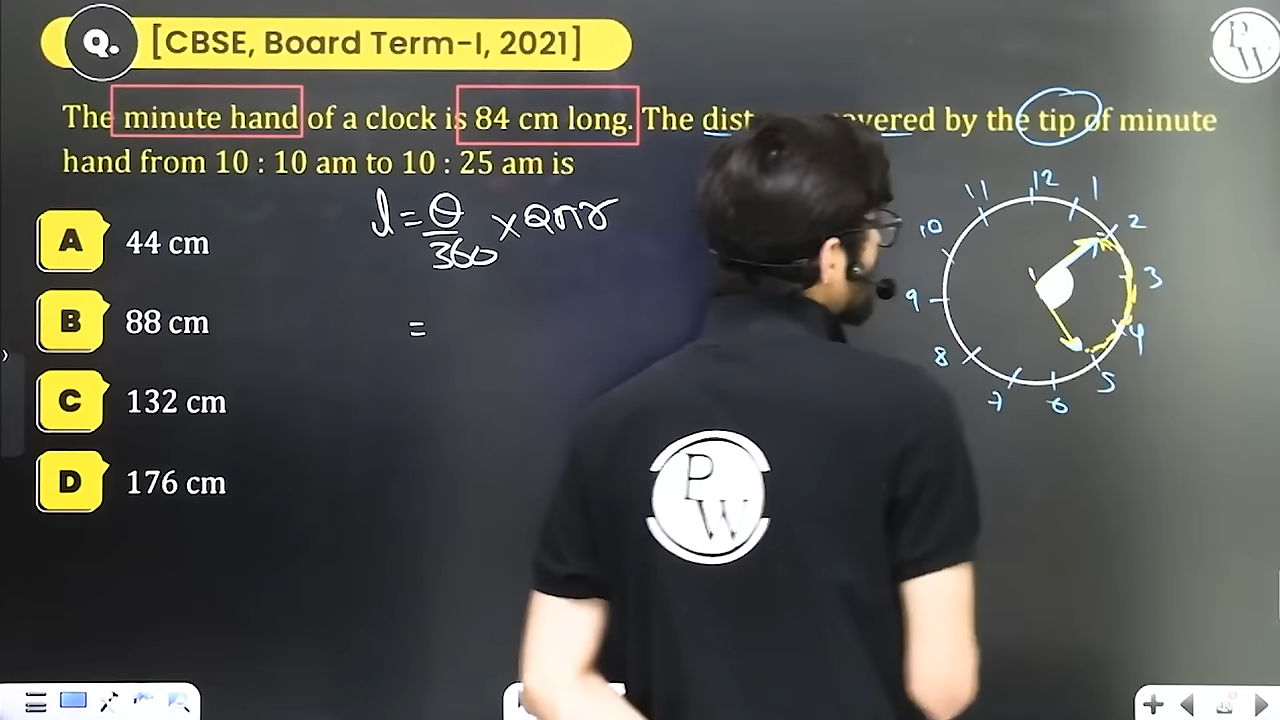 Q. [CBSE, Board Term-I, 2021]
The minute hand of a clock is 84 cm long. The by the tip of minute
hand from 10 : 10 am to 10 : 25 am is
l = θ/360 × 2πr
=
A 44 cm
B 88 cm
C 132 cm
D 176 cm
11 12 1
10 2
9 3
8 4
7 6 5
P W
P W